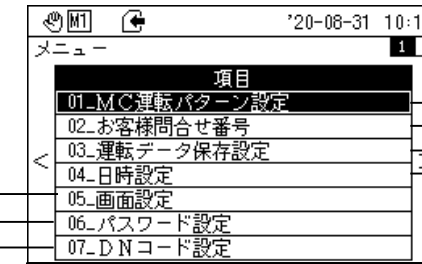 M1 '20-08-31 10:1
メニュー 1
項目
01_MC運転パターン設定
02_お客様問合せ番号
03_運転データ保存設定
04_日時設定
05_画面設定
06_パスワード設定
07_DNコード設定
<